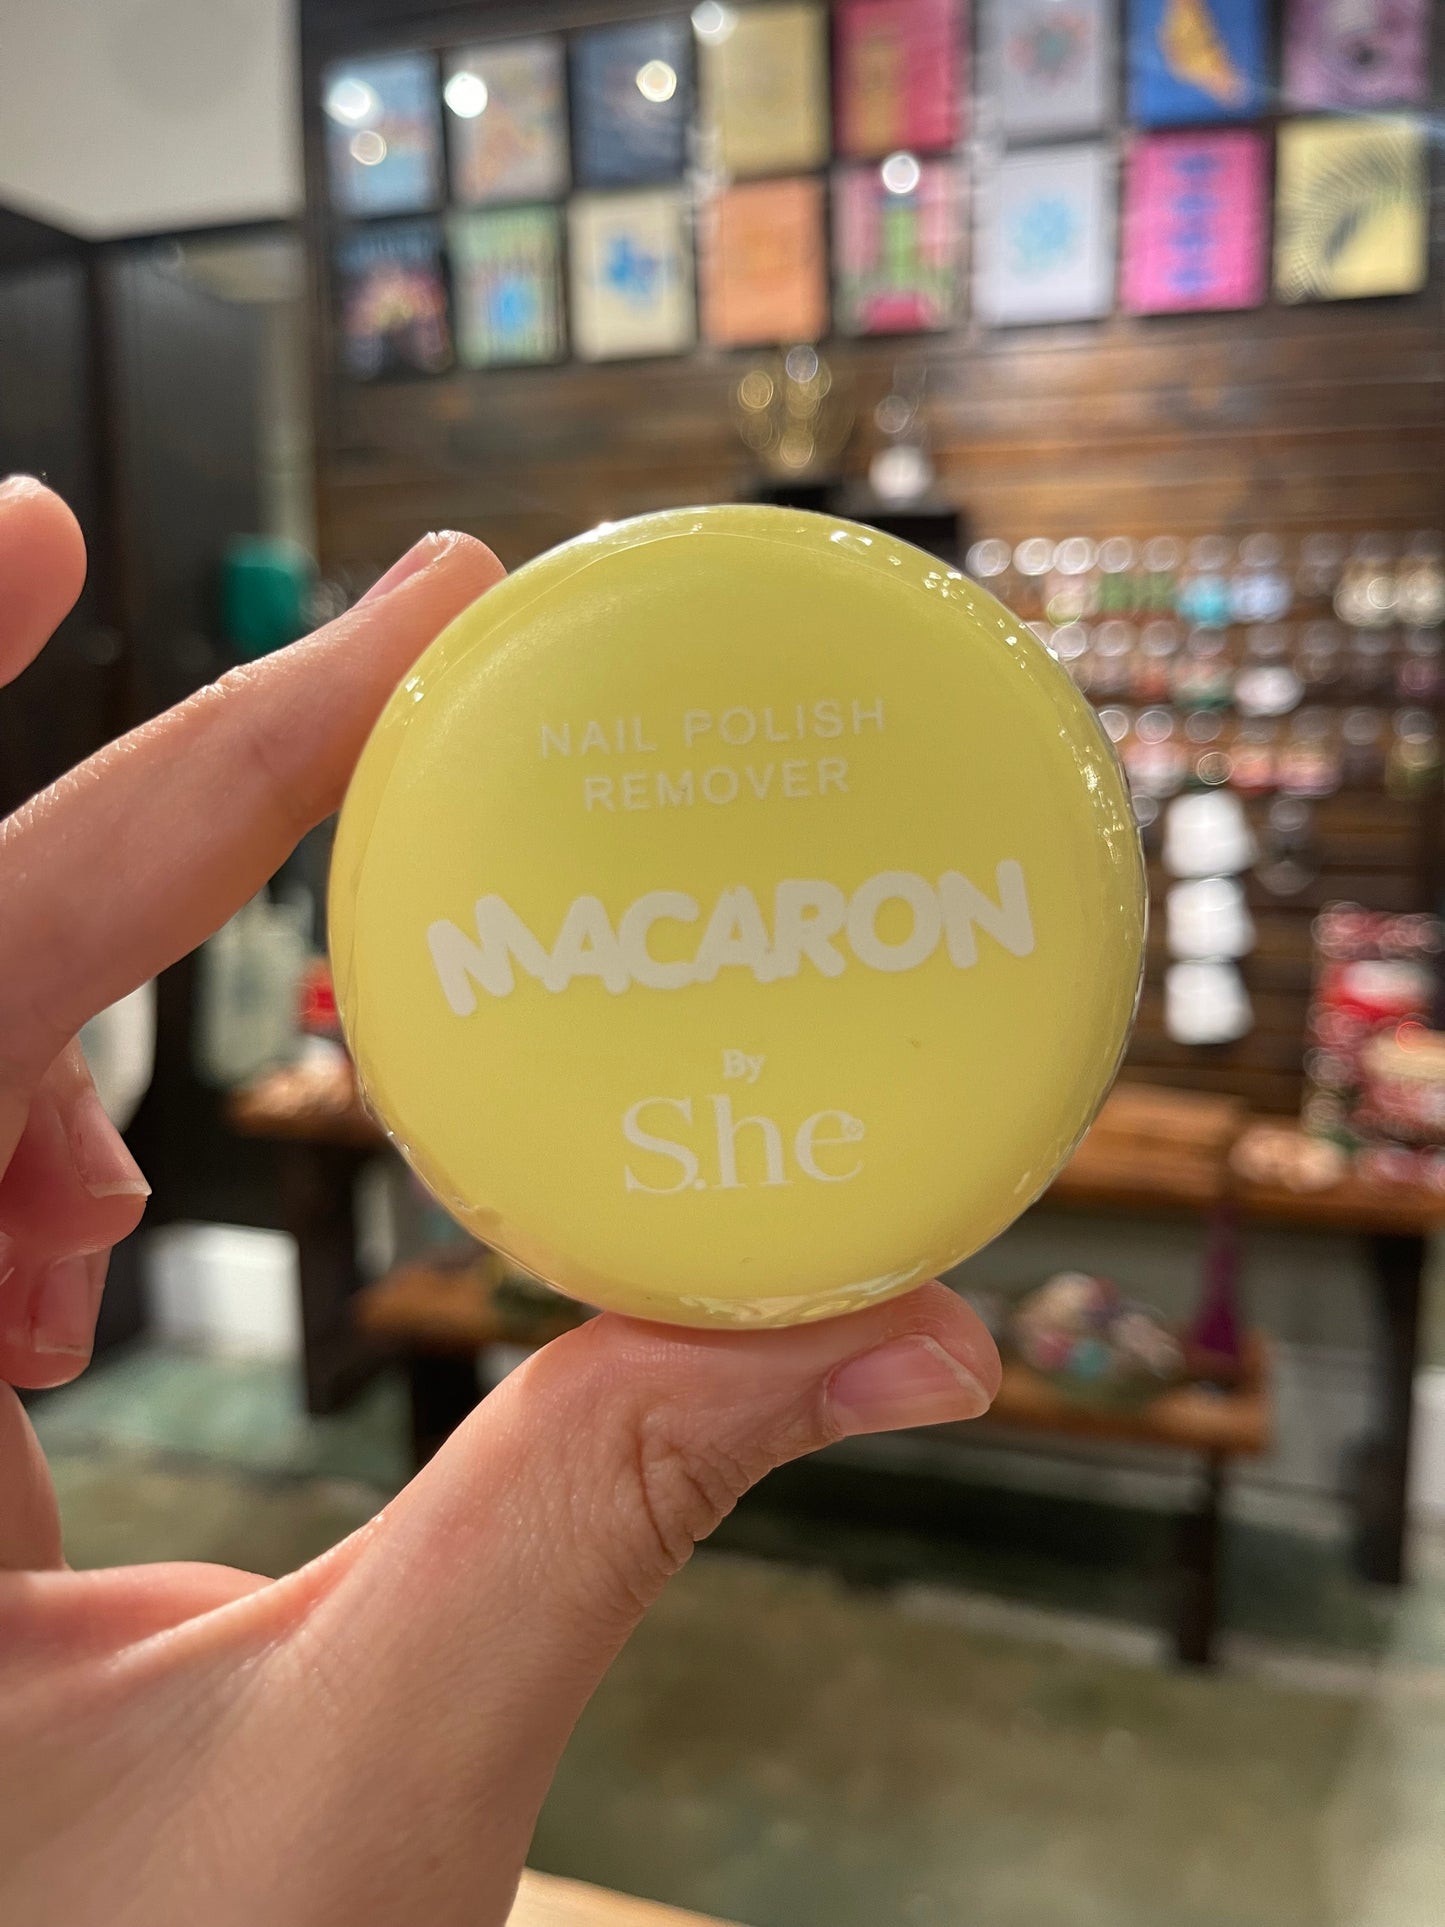 NAIL POLISH
REMOVER
MACARON
By
S.he